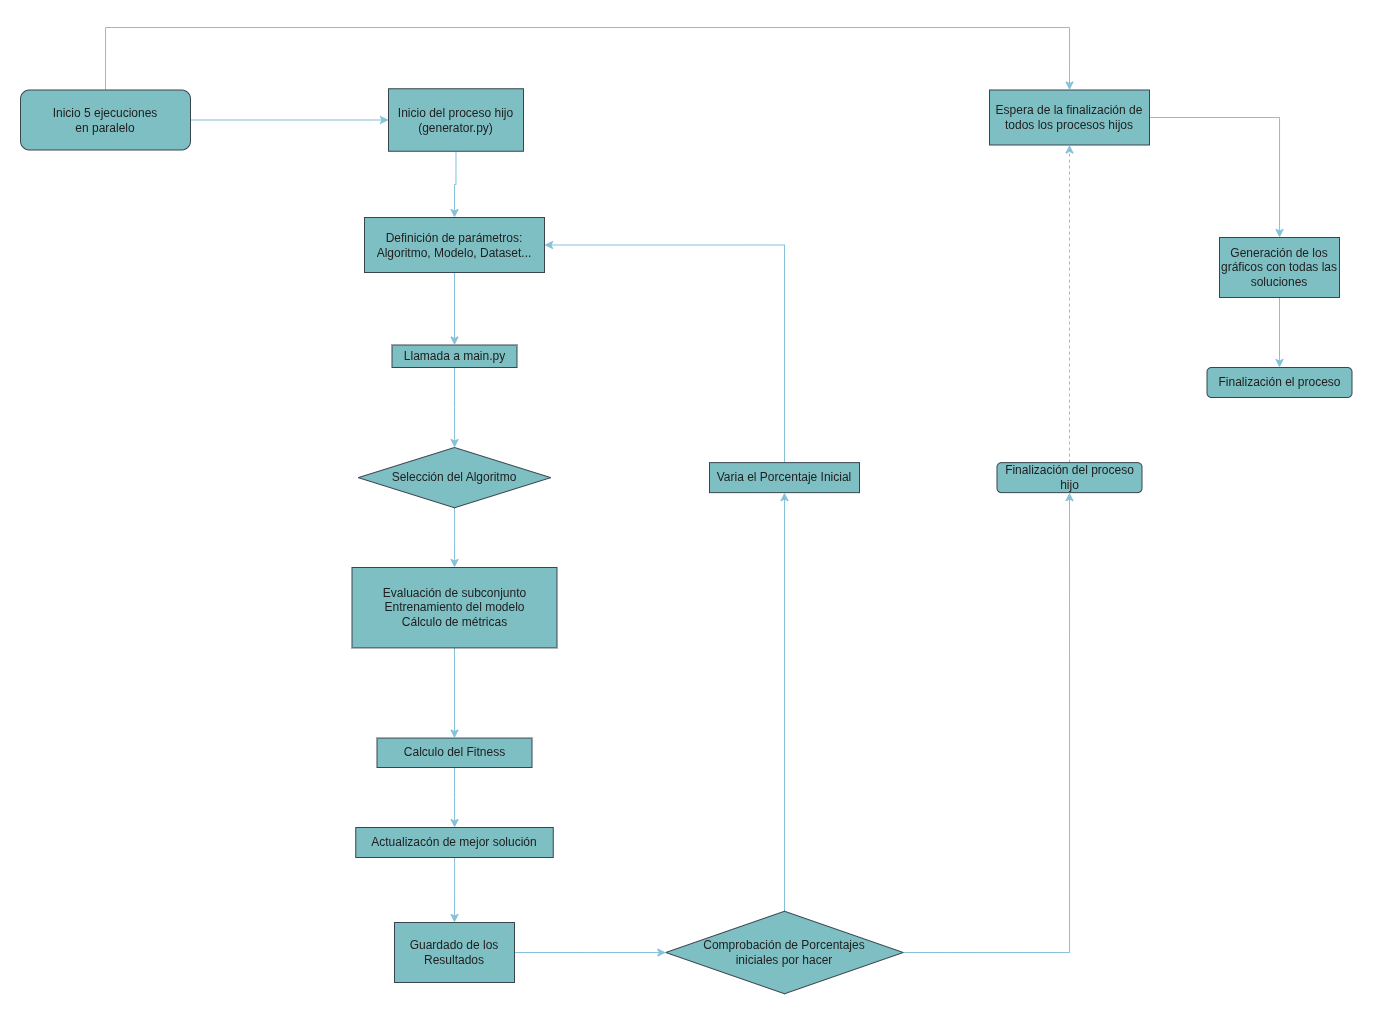 Inicio 5 ejecuciones
en paralelo
Inicio del proceso hijo
(generator.py)
Espera de la finalización de
todos los procesos hijos
Definición de parámetros:
Algoritmo, Modelo, Dataset...
Generación de los
gráficos con todas las
soluciones
Llamada a main.py
Finalización el proceso
Selección del Algoritmo
Varia el Porcentaje Inicial
Finalización del proceso
hijo
Evaluación de subconjunto
Entrenamiento del modelo
Cálculo de métricas
Calculo del Fitness
Actualizacón de mejor solución
Guardado de los
Resultados
Comprobación de Porcentajes
iniciales por hacer